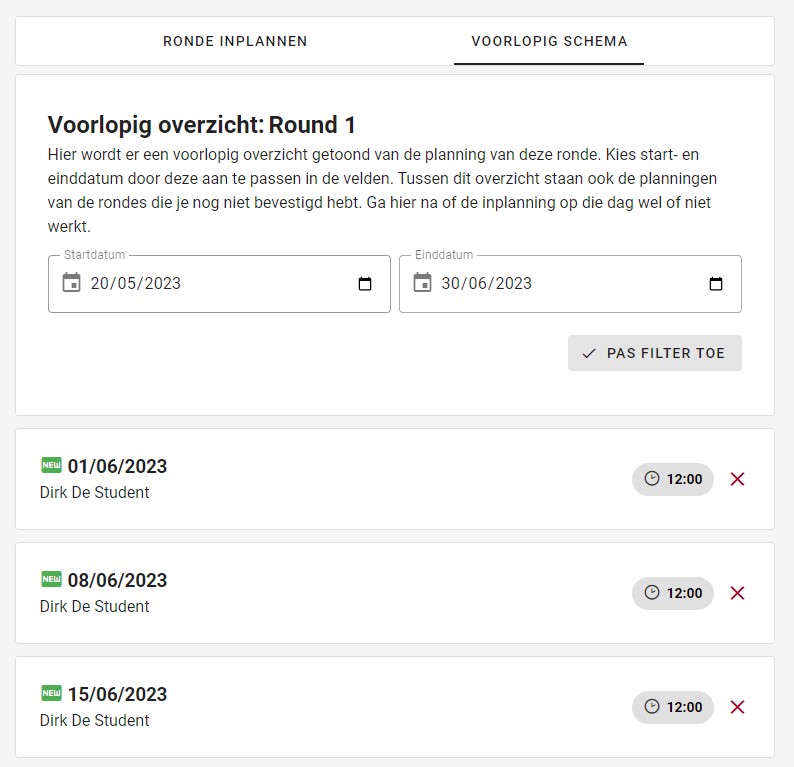 RONDE INPLANNEN VOORLOPIG SCHEMA
Voorlopig overzicht: Round 1
Hier wordt er een voorlopig overzicht getoond van de planning van deze ronde. Kies start- en
einddatum door deze aan te passen in de velden. Tussen dit overzicht staan ook de planningen
van de rondes die je nog niet bevestigd hebt. Ga hier na of de inplanning op die dag wel of niet
werkt.
Startdatum Einddatum
20/05/2023 30/06/2023
PAS FILTER TOE
NEW 01/06/2023
Dirk De Student
12:00
NEW 08/06/2023
Dirk De Student
12:00
NEW 15/06/2023
Dirk De Student
12:00